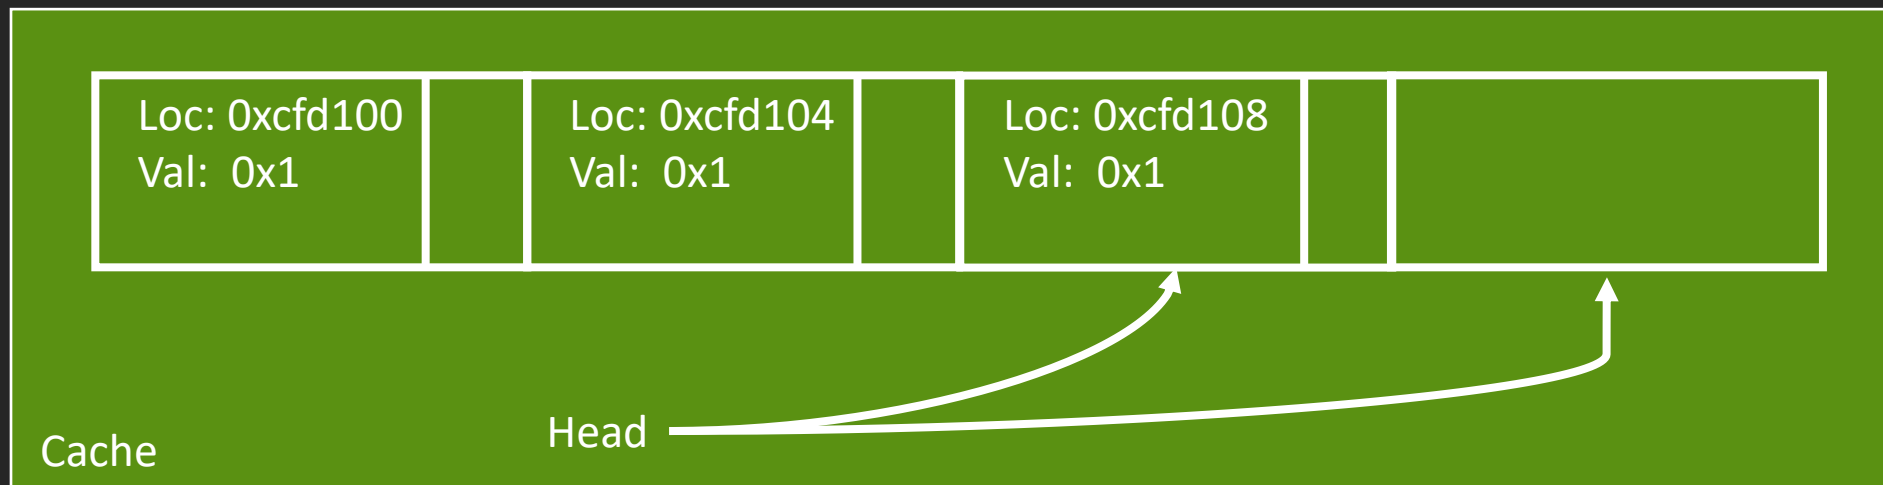 Loc: 0xcfd100
Val: 0x1
Loc: 0xcfd104
Val: 0x1
Loc: 0xcfd108
Val: 0x1
Head
Cache